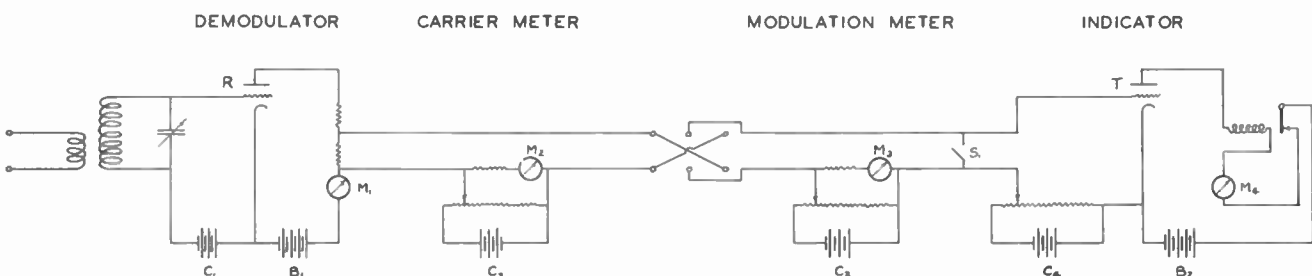 DEMODULATOR CARRIER METER MODULATION METER INDICATOR
R T
M₂ M₃ S₁
M₁ M₄
C₁ B₁ C₂ C₃ C₄ B₂